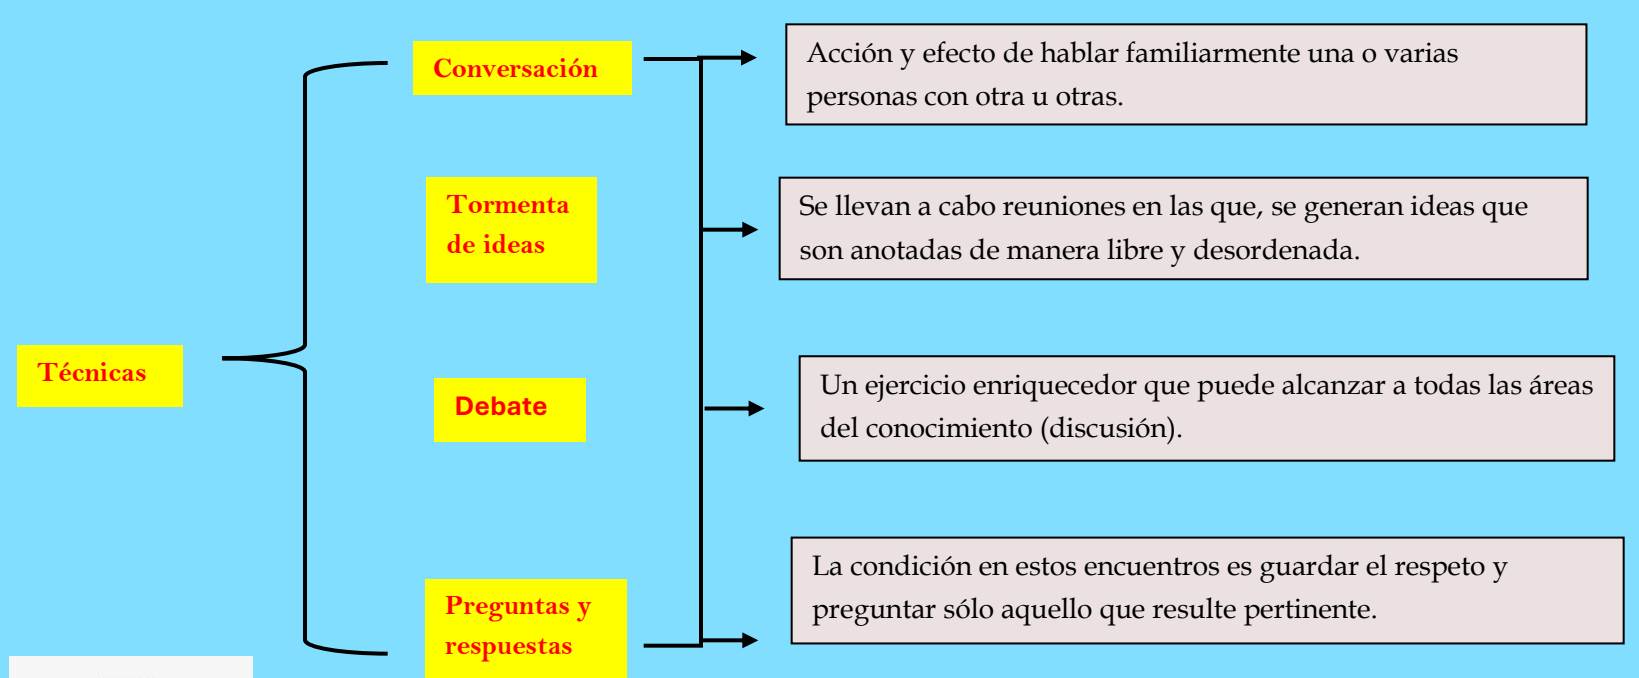 Conversación
Acción y efecto de hablar familiarmente una o varias
personas con otra u otras.
Tormenta
de ideas
Se llevan a cabo reuniones en las que, se generan ideas que
son anotadas de manera libre y desordenada.
Técnicas
Debate
Un ejercicio enriquecedor que puede alcanzar a todas las áreas
del conocimiento (discusión).
Preguntas y
respuestas
La condición en estos encuentros es guardar el respeto y
preguntar sólo aquello que resulte pertinente.